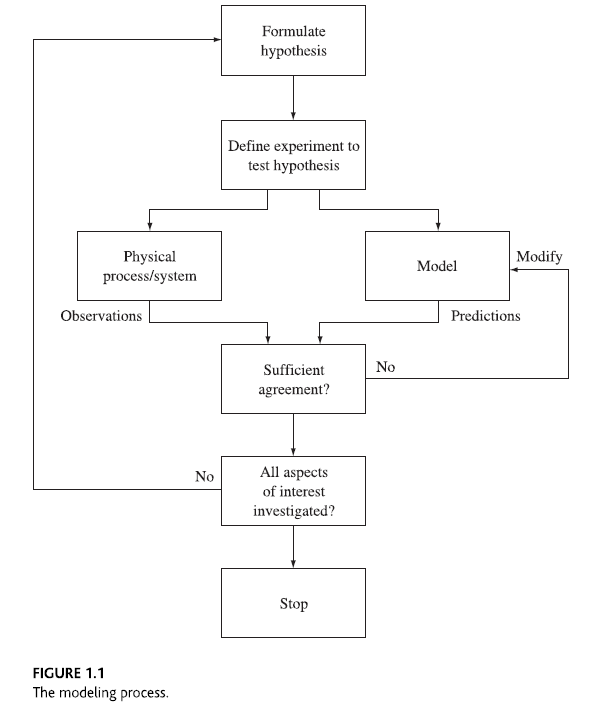 Formulate
hypothesis
Define experiment to
test hypothesis
Physical
process/system
Model
Modify
Observations
Predictions
Sufficient
agreement?
No
No
All aspects
of interest
investigated?
Stop
FIGURE 1.1
The modeling process.